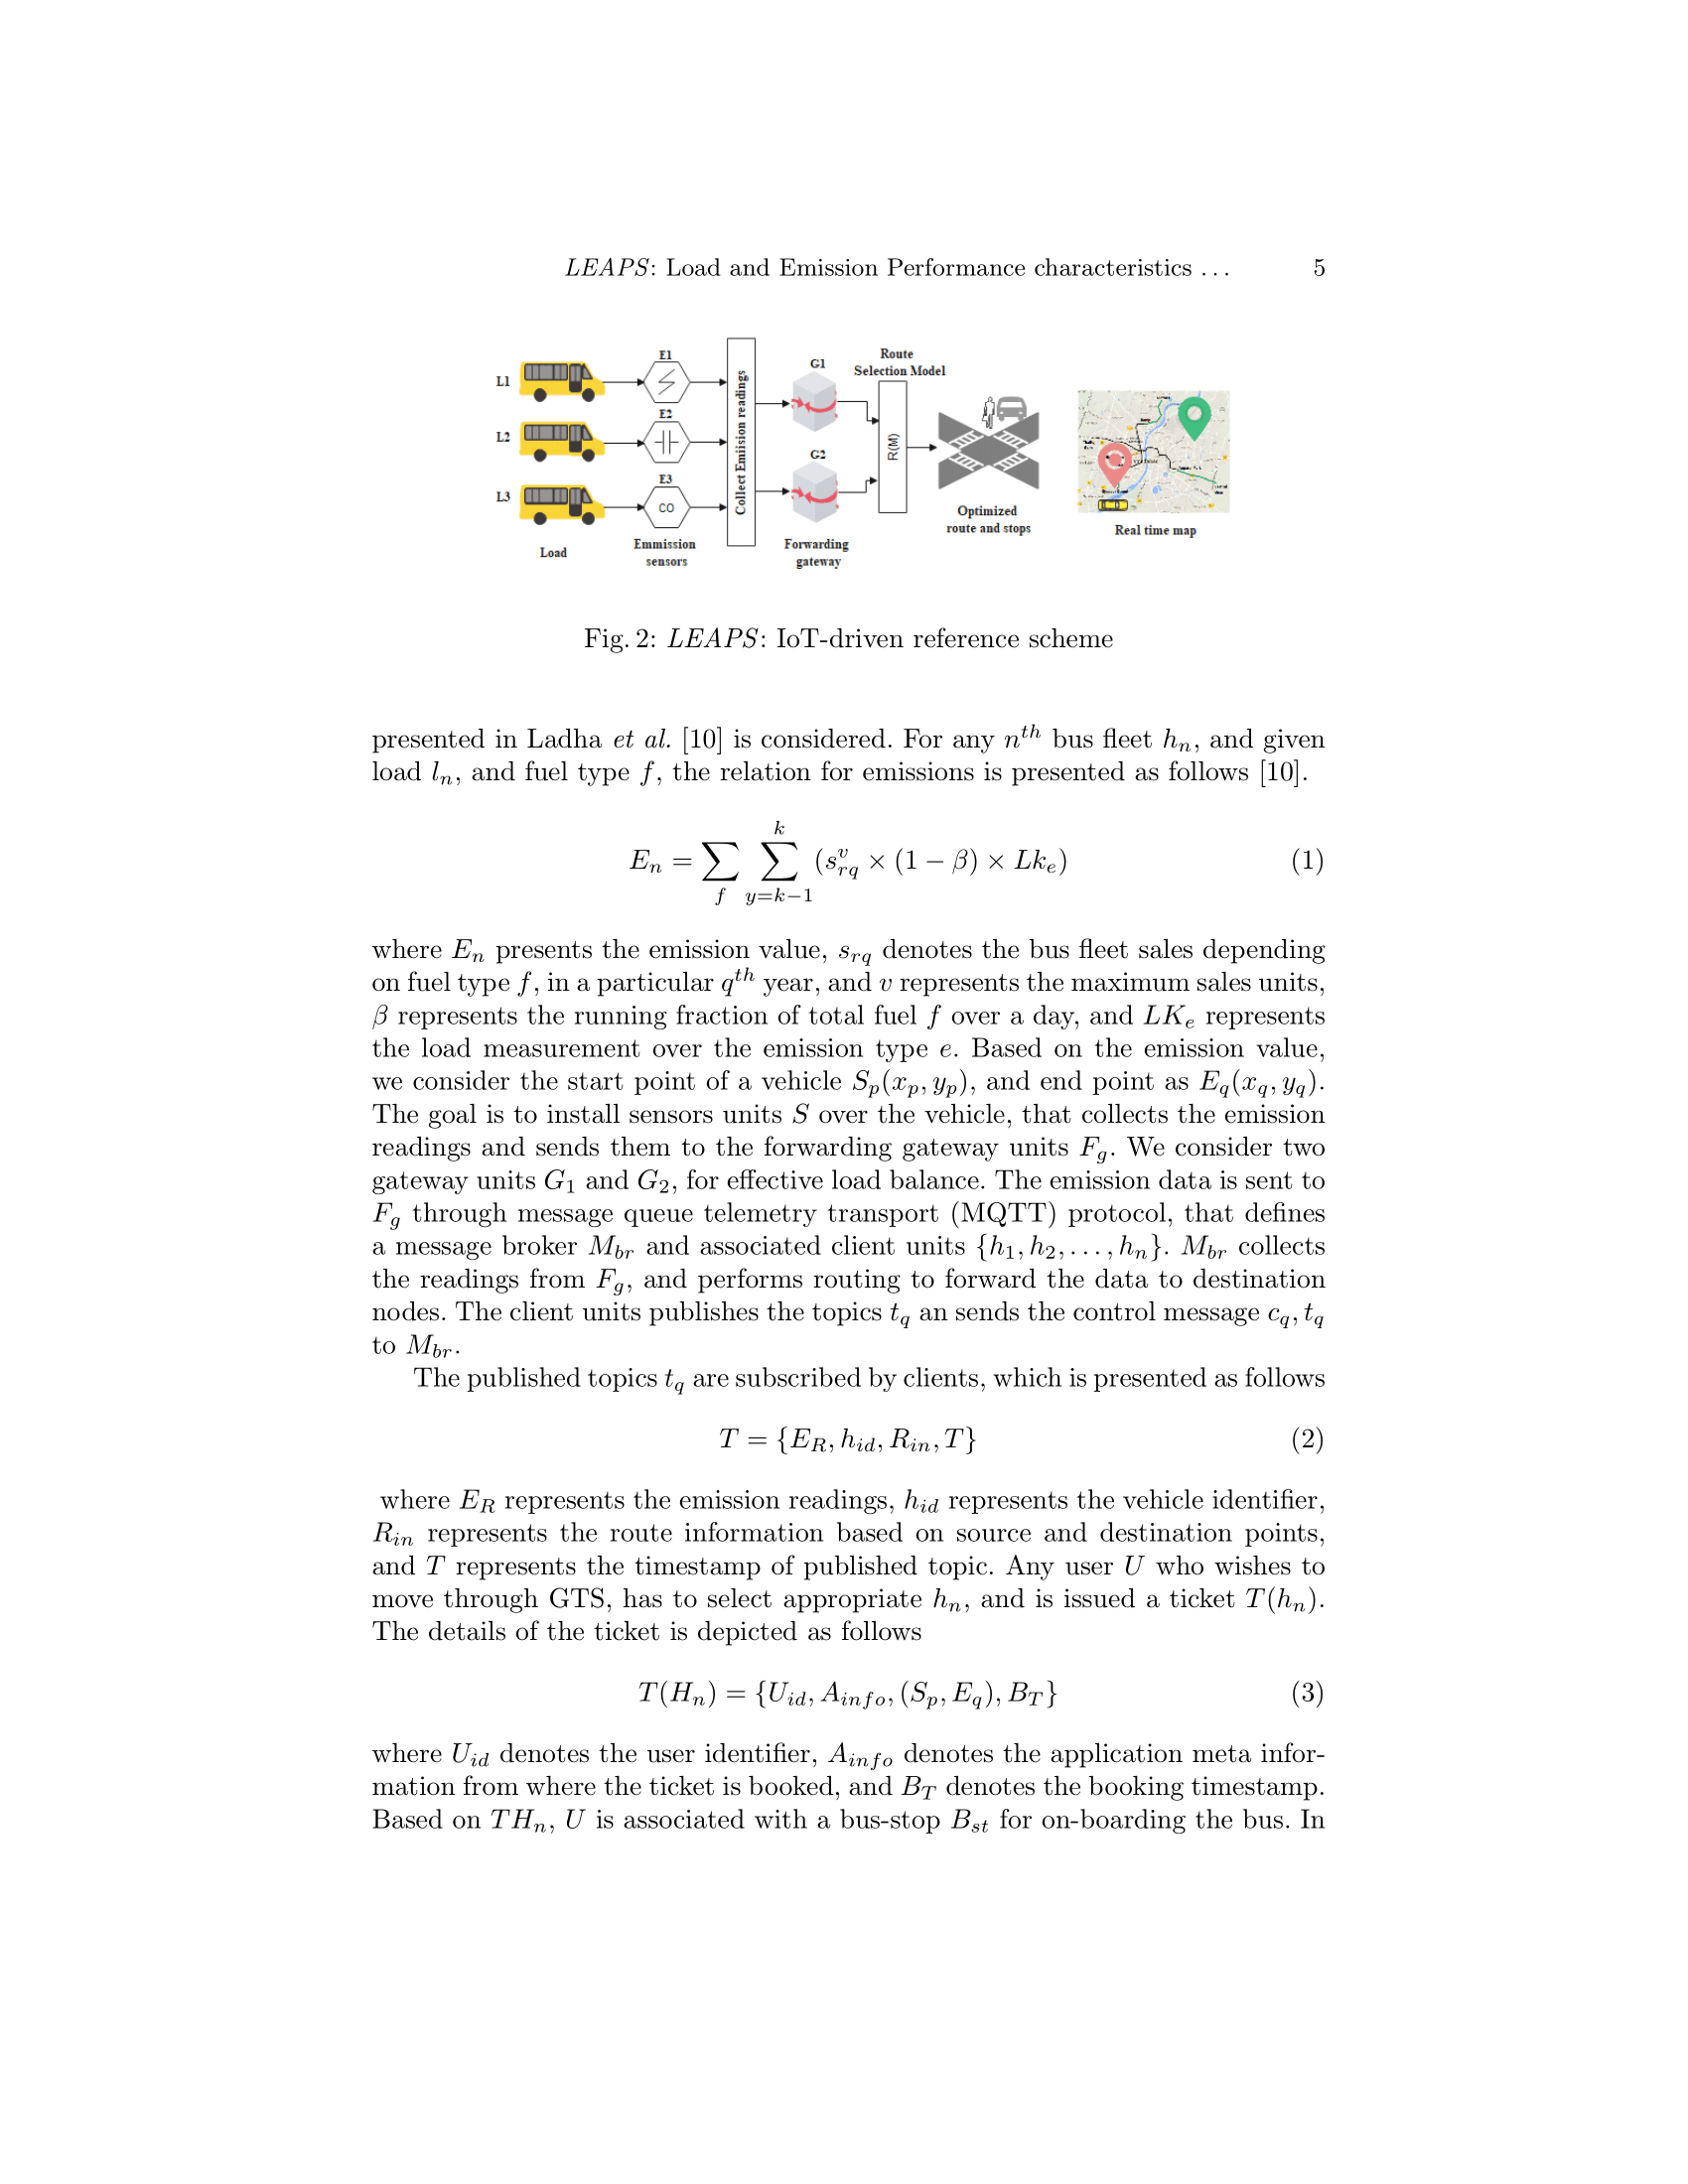 LEAPS: Load and Emission Performance characteristics ... 5
L1
L2
L3
Load
E1
E2
E3
CO
Emmission
sensors
Collect Emiision readings
G1
G2
Forwarding
gateway
Route
Selection Model
R(M)
Optimized
route and stops
Real time map
Fig. 2: LEAPS: IoT-driven reference scheme
presented in Ladha et al. [10] is considered. For any n^{th} bus fleet h_n, and given
load l_n, and fuel type f, the relation for emissions is presented as follows [10].
E_n = \sum_f \sum_{y=k-1}^{k} (s_{rq}^v × (1 − β) × Lk_e) (1)
where E_n presents the emission value, s_{rq} denotes the bus fleet sales depending
on fuel type f, in a particular q^{th} year, and v represents the maximum sales units,
β represents the running fraction of total fuel f over a day, and LK_e represents
the load measurement over the emission type e. Based on the emission value,
we consider the start point of a vehicle S_p(x_p, y_p), and end point as E_q(x_q, y_q).
The goal is to install sensors units S over the vehicle, that collects the emission
readings and sends them to the forwarding gateway units F_g. We consider two
gateway units G_1 and G_2, for effective load balance. The emission data is sent to
F_g through message queue telemetry transport (MQTT) protocol, that defines
a message broker M_{br} and associated client units {h_1, h_2, . . . , h_n}. M_{br} collects
the readings from F_g, and performs routing to forward the data to destination
nodes. The client units publishes the topics t_q an sends the control message c_q, t_q
to M_{br}.
The published topics t_q are subscribed by clients, which is presented as follows
T = {E_R, h_{id}, R_{in}, T} (2)
where E_R represents the emission readings, h_{id} represents the vehicle identifier,
R_{in} represents the route information based on source and destination points,
and T represents the timestamp of published topic. Any user U who wishes to
move through GTS, has to select appropriate h_n, and is issued a ticket T(h_n).
The details of the ticket is depicted as follows
T(H_n) = {U_{id}, A_{info}, (S_p, E_q), B_T} (3)
where U_{id} denotes the user identifier, A_{info} denotes the application meta infor-
mation from where the ticket is booked, and B_T denotes the booking timestamp.
Based on TH_n, U is associated with a bus-stop B_{st} for on-boarding the bus. In